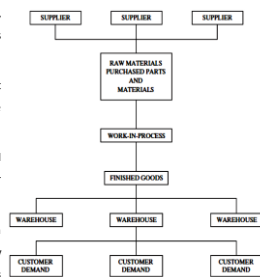 SUPPLIER SUPPLIER SUPPLIER
RAW MATERIALS
PURCHASED PARTS
AND
MATERIALS
WORK-IN-PROCESS
FINISHED GOODS
WAREHOUSE WAREHOUSE WAREHOUSE
CUSTOMER DEMAND
CUSTOMER DEMAND
CUSTOMER DEMAND